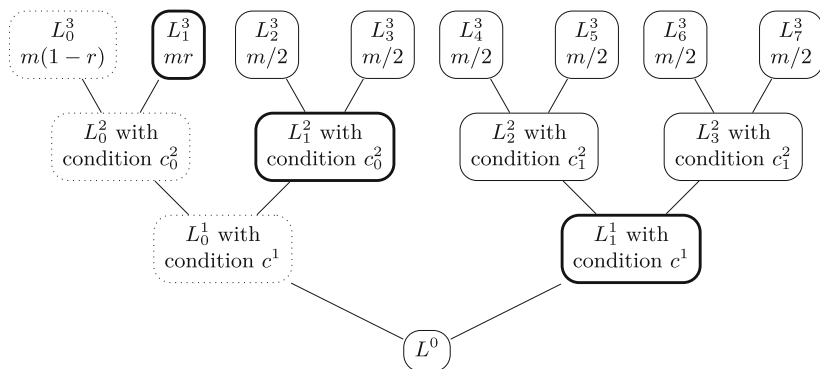 L_0^3 L_1^3 L_2^3 L_3^3 L_4^3 L_5^3 L_6^3 L_7^3
m(1 − r) mr m/2 m/2 m/2 m/2 m/2 m/2
L_0^2 with L_1^2 with L_2^2 with L_3^2 with
condition c_0^2 condition c_0^2 condition c_1^2 condition c_1^2
L_0^1 with L_1^1 with
condition c^1 condition c^1
L^0